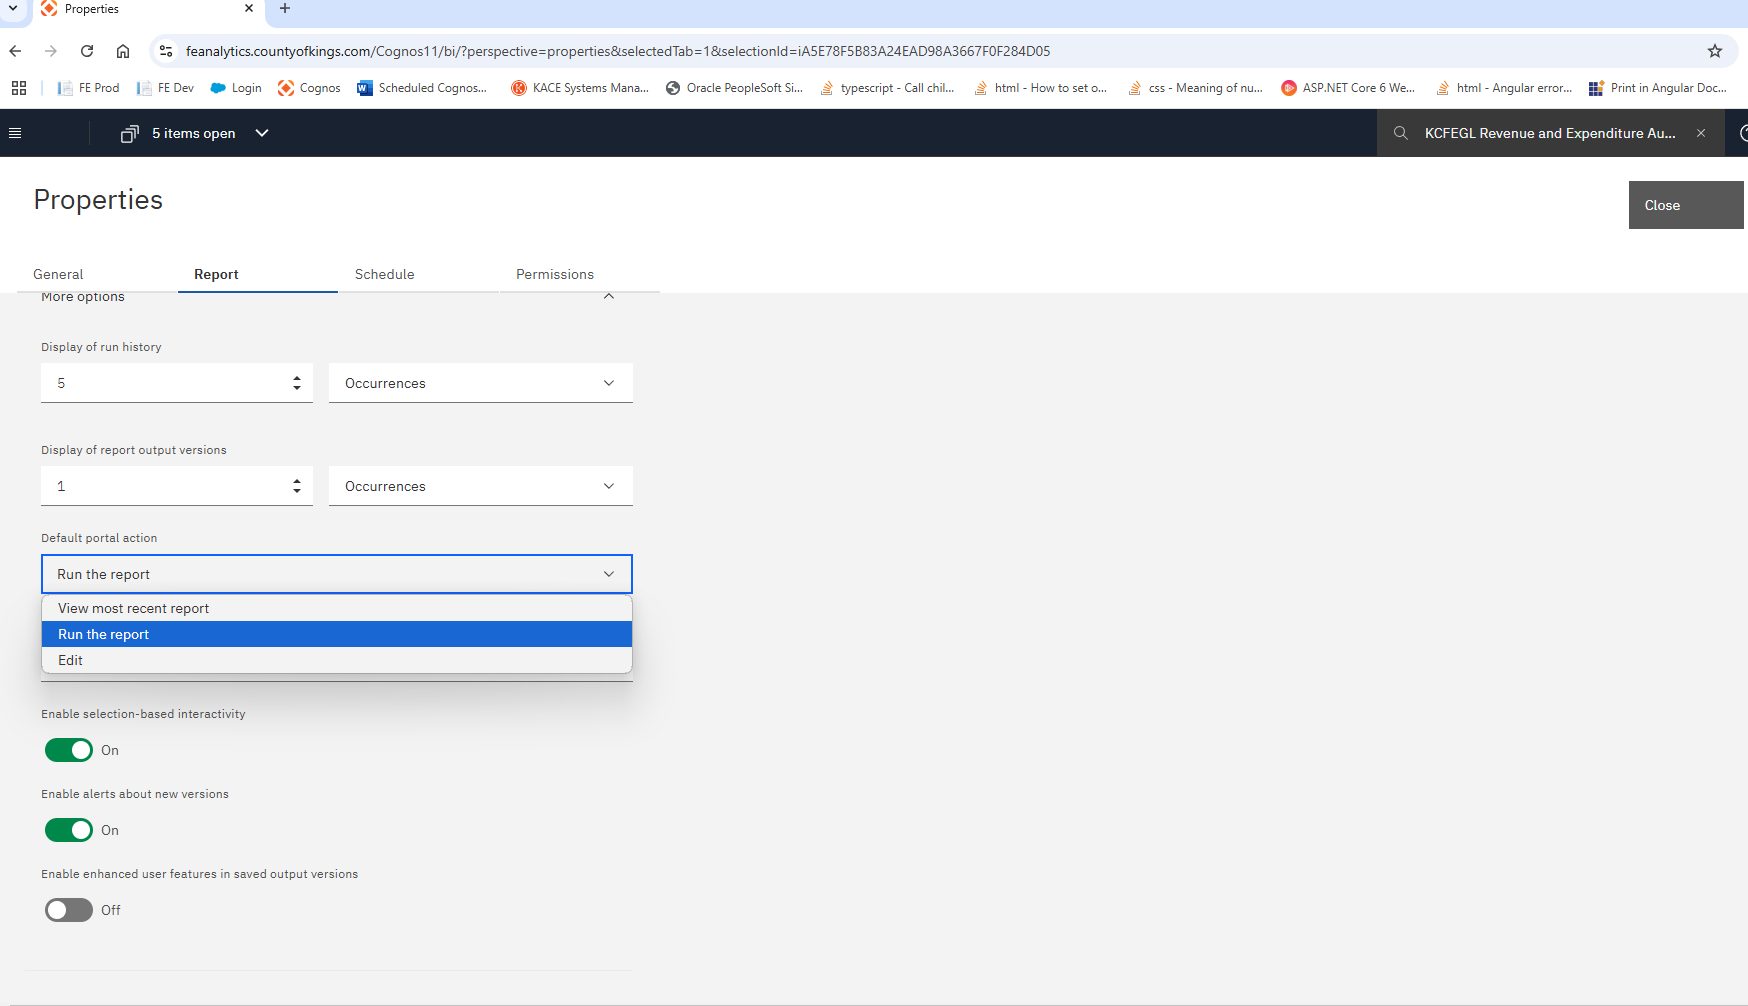 Properties
feanalytics.countyofkings.com/Cognos11/bi/?perspective=properties&selectedTab=1&selectionId=iA5E78F5B83A24EAD98A3667F0F284D05
FE Prod FE Dev Login Cognos Scheduled Cognos... KACE Systems Mana... Oracle PeopleSoft Si... typescript - Call chil... html - How to set o... css - Meaning of nu... ASP.NET Core 6 We... html - Angular error... Print in Angular Doc...
5 items open KCFEGL Revenue and Expenditure Au...
Properties
Close
General Report Schedule Permissions
More options
Display of run history
5 Occurrences
Display of report output versions
1 Occurrences
Default portal action
Run the report
View most recent report
Run the report
Edit
Enable selection-based interactivity
On
Enable alerts about new versions
On
Enable enhanced user features in saved output versions
Off